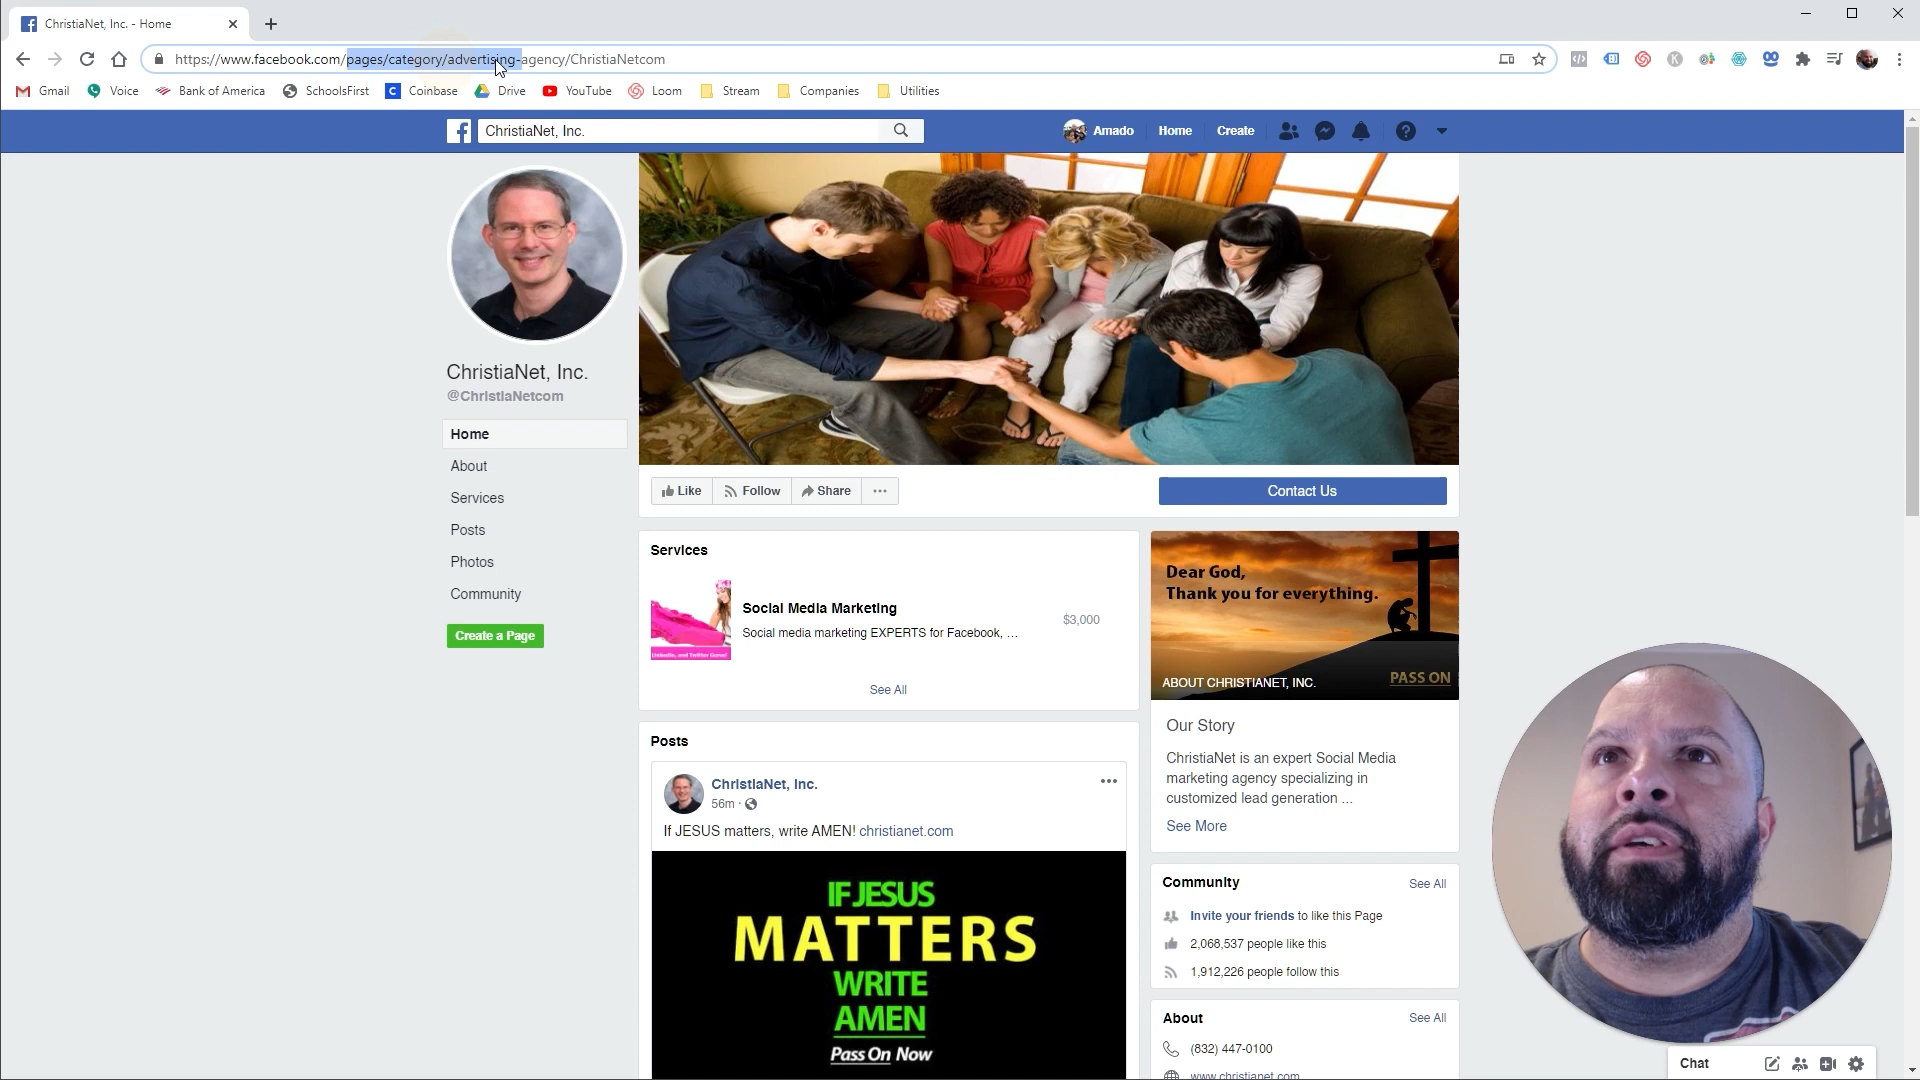 ChristiaNet, Inc. - Home
https://www.facebook.com/pages/category/advertising-agency/ChristiaNetcom
Gmail
Voice
Bank of America
SchoolsFirst
Coinbase
Drive
YouTube
Loom
Stream
Companies
Utilities
ChristiaNet, Inc.
Amado
Home
Create
ChristiaNet, Inc.
@ChristiaNetcom
Home
About
Services
Posts
Photos
Community
Create a Page
Like
Follow
Share
Contact Us
Services
Social Media Marketing
Social media marketing EXPERTS for Facebook, ...
$3,000
LinkedIn, and Twitter Gurus!
See All
Posts
ChristiaNet, Inc.
56m ·
If JESUS matters, write AMEN! christianet.com
IF JESUS
MATTERS
WRITE
AMEN
Pass On Now
Dear God,
Thank you for everything.
ABOUT CHRISTIANET, INC.
PASS ON
Our Story
ChristiaNet is an expert Social Media
marketing agency specializing in
customized lead generation ...
See More
Community
See All
Invite your friends to like this Page
2,068,537 people like this
1,912,226 people follow this
About
See All
(832) 447-0100
www.christianet.com
Chat